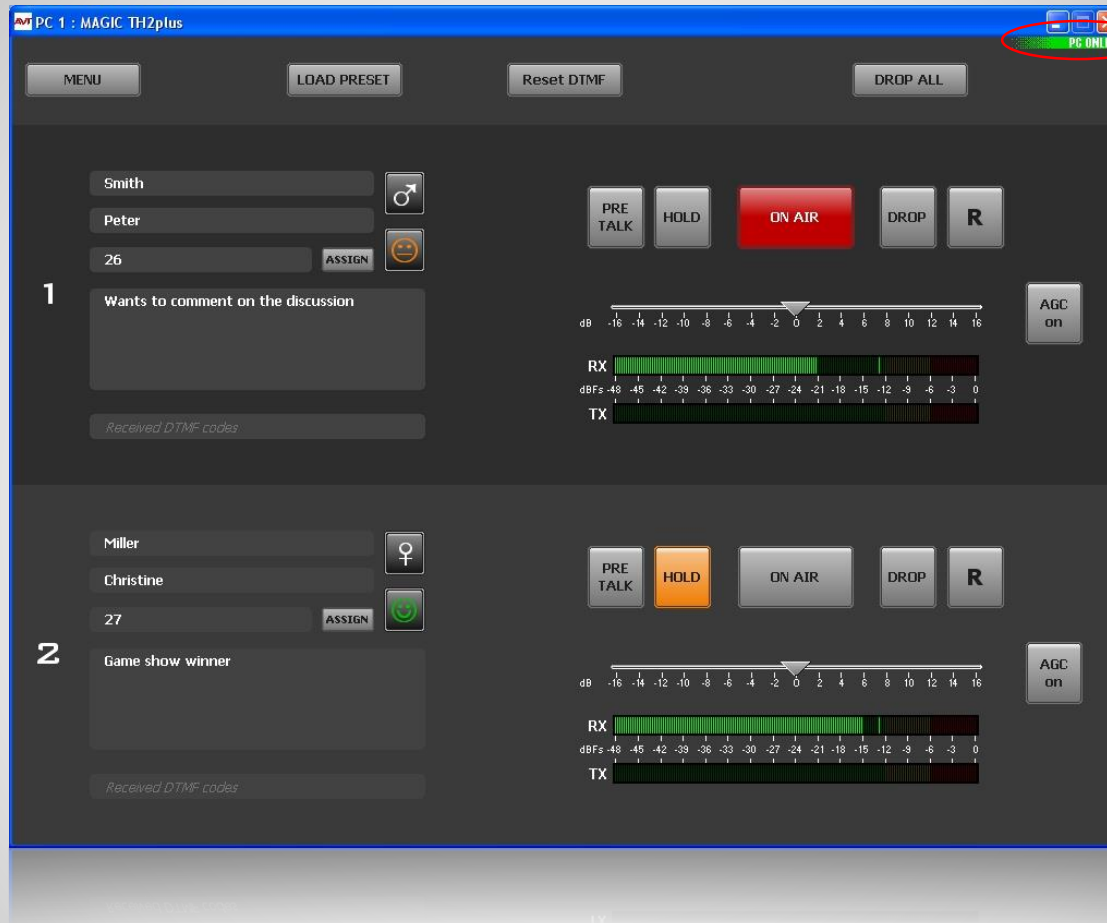 AVT PC 1 : MAGIC TH2plus
PC ONLI
MENU LOAD PRESET Reset DTMF DROP ALL
Smith
Peter
26 ASSIGN
1
Wants to comment on the discussion
Received DTMF codes
PRE TALK HOLD ON AIR DROP R
dB -16 -14 -12 -10 -8 -6 -4 -2 0 2 4 6 8 10 12 14 16
AGC on
RX
dBFs -48 -45 -42 -39 -36 -33 -30 -27 -24 -21 -18 -15 -12 -9 -6 -3 0
TX
Miller
Christine
27 ASSIGN
2
Game show winner
Received DTMF codes
PRE TALK HOLD ON AIR DROP R
dB -16 -14 -12 -10 -8 -6 -4 -2 0 2 4 6 8 10 12 14 16
AGC on
RX
dBFs -48 -45 -42 -39 -36 -33 -30 -27 -24 -21 -18 -15 -12 -9 -6 -3 0
TX